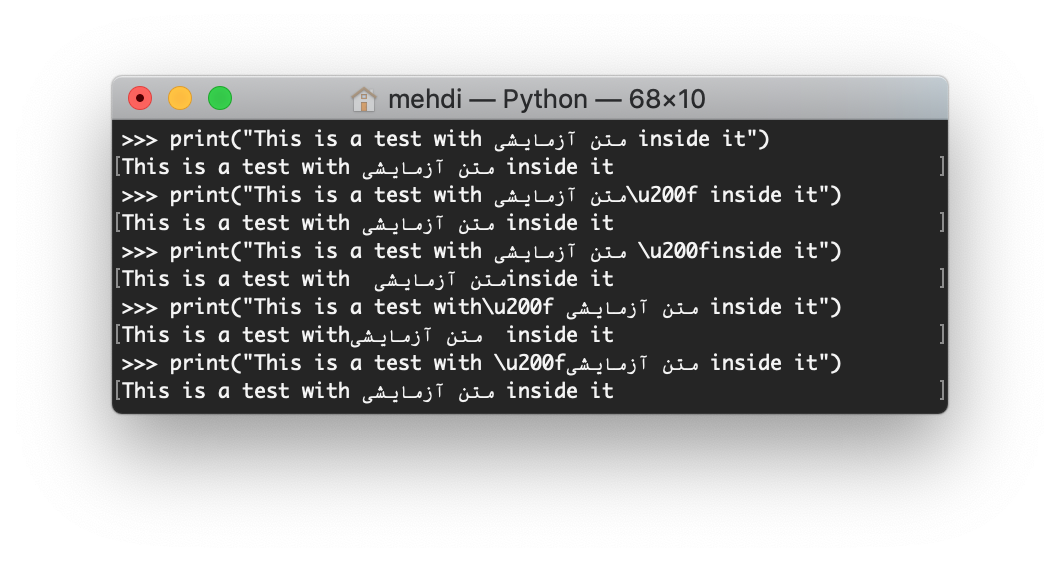 mehdi — Python — 68×10
>>> print("This is a test with متن آزمایشی inside it")
[This is a test with متن آزمایشی inside it ]
>>> print("This is a test with متن آزمایشی\u200f inside it")
[This is a test with متن آزمایشی inside it ]
>>> print("This is a test with متن آزمایشی \u200finside it")
[This is a test with  متن آزمایشیinside it ]
>>> print("This is a test with\u200f متن آزمایشی inside it")
[This is a test withمتن آزمایشی  inside it ]
>>> print("This is a test with \u200fمتن آزمایشی inside it")
[This is a test with متن آزمایشی inside it ]